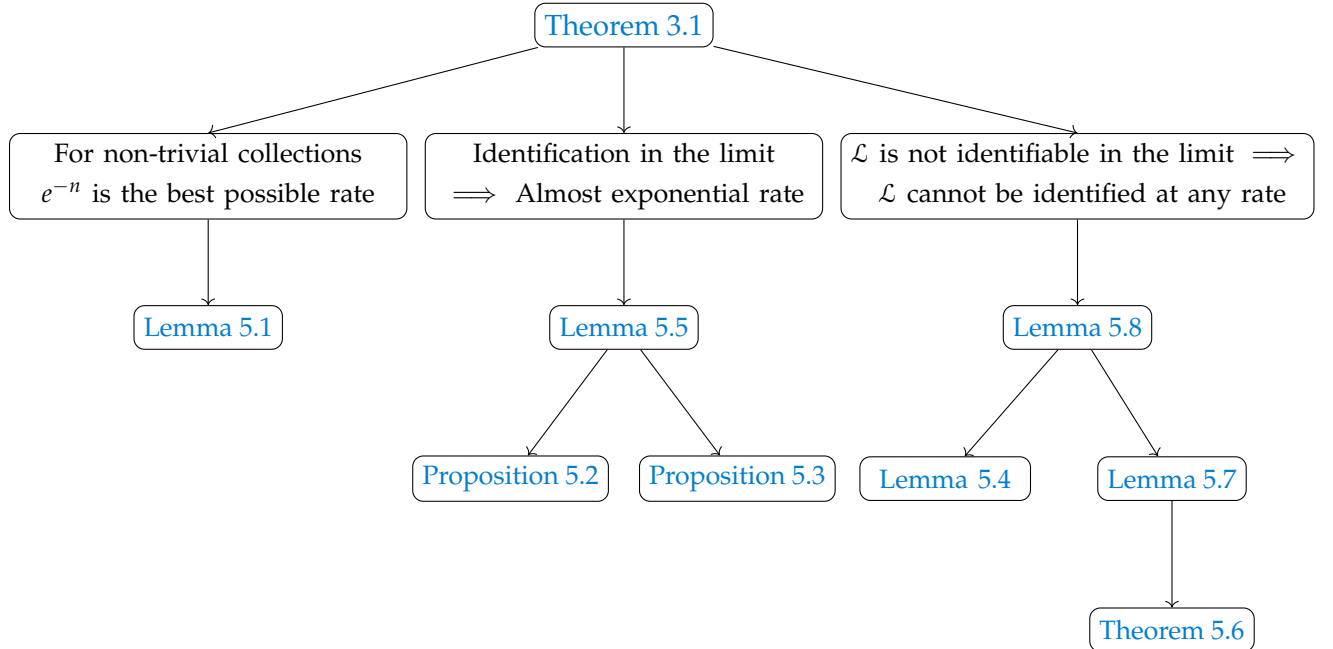 Theorem 3.1
For non-trivial collections
e^{−n} is the best possible rate
Identification in the limit
⟹ Almost exponential rate
ℒ is not identifiable in the limit ⟹
ℒ cannot be identified at any rate
Lemma 5.1
Lemma 5.5
Lemma 5.8
Proposition 5.2
Proposition 5.3
Lemma 5.4
Lemma 5.7
Theorem 5.6